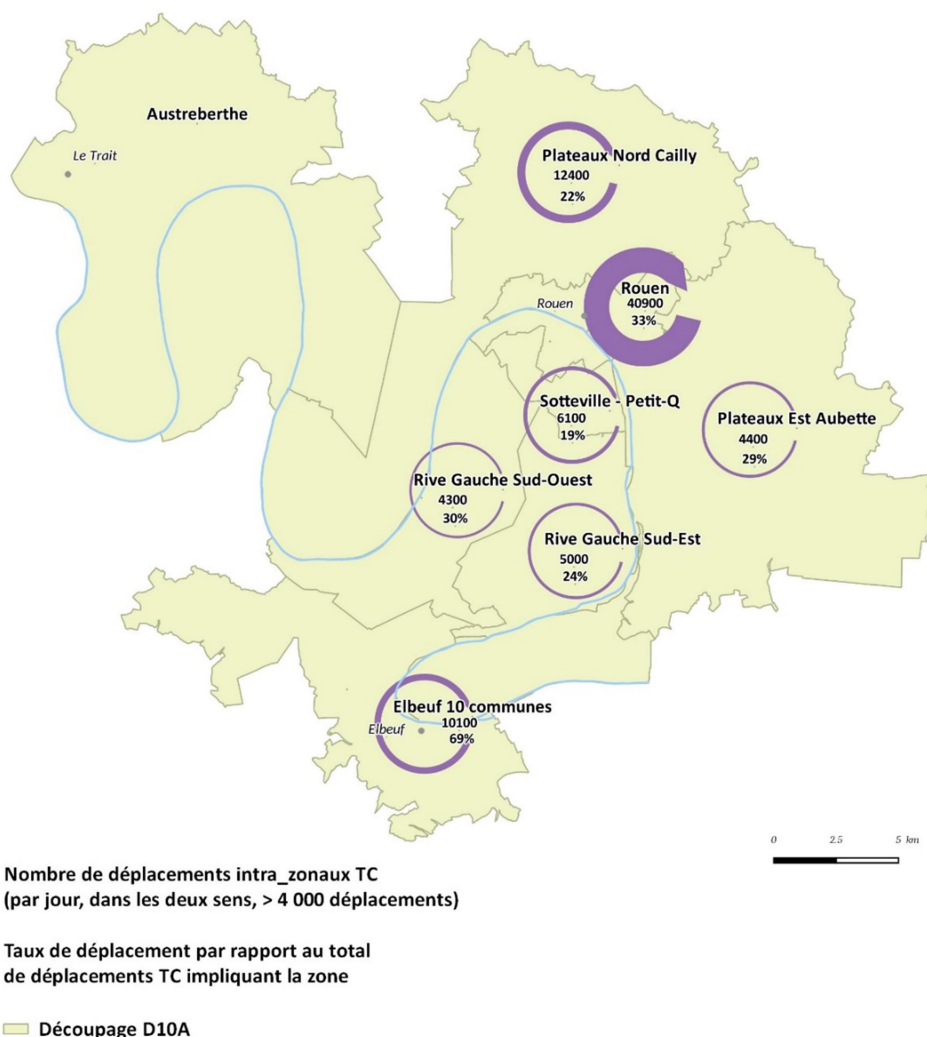 Austreberthe
Le Trait
Plateaux Nord Cailly
12400
22%
Rouen
Rouen
40900
33%
Sotteville - Petit-Q
6100
19%
Plateaux Est Aubette
4400
29%
Rive Gauche Sud-Ouest
4300
30%
Rive Gauche Sud-Est
5000
24%
Elbeuf 10 communes
10100
Elbeuf
69%
0 2.5 5 km
Nombre de déplacements intra_zonaux TC
(par jour, dans les deux sens, > 4 000 déplacements)
Taux de déplacement par rapport au total
de déplacements TC impliquant la zone
Découpage D10A